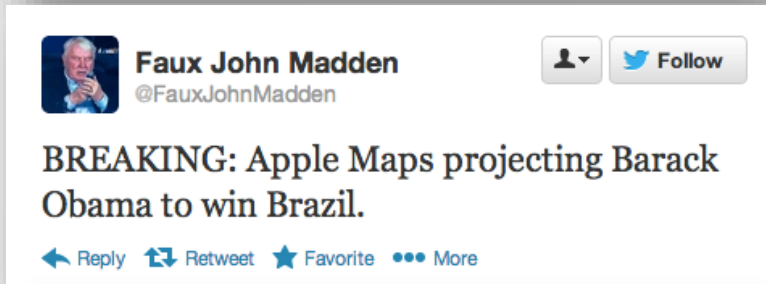 Faux John Madden
@FauxJohnMadden
Follow
BREAKING: Apple Maps projecting Barack
Obama to win Brazil.
Reply Retweet Favorite More